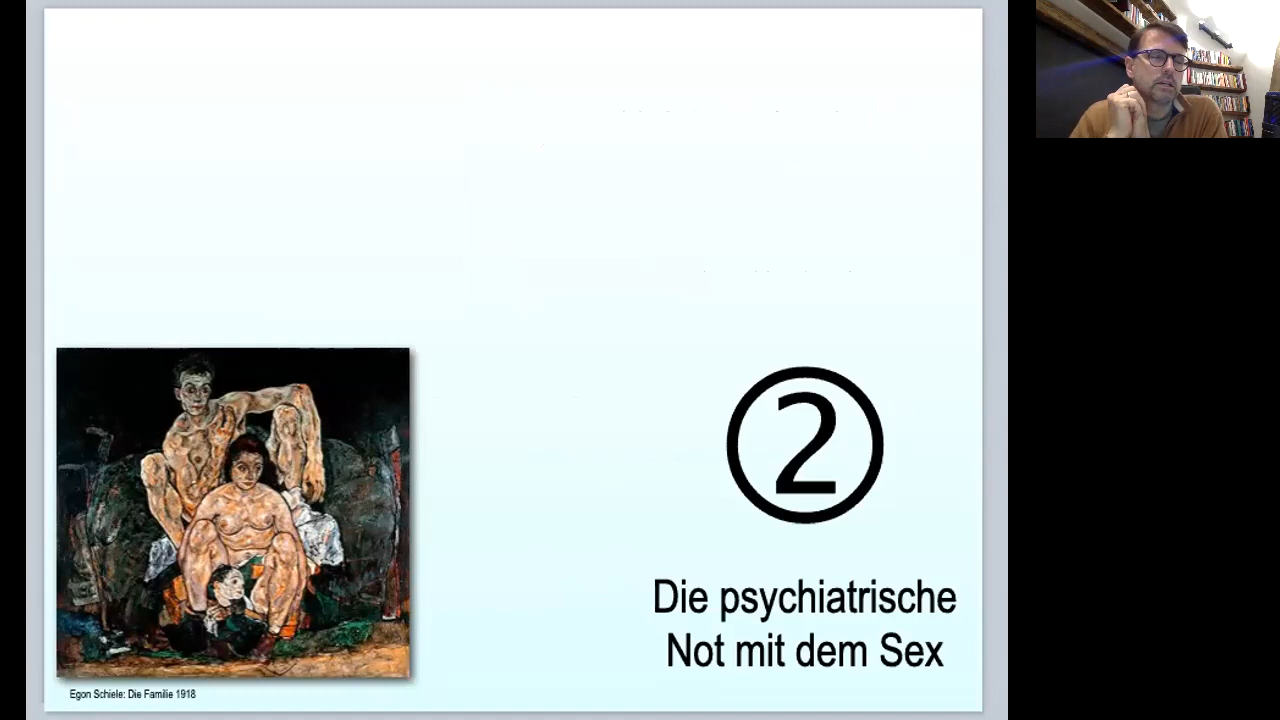 ②
Die psychiatrische
Not mit dem Sex
Egon Schiele: Die Familie 1918